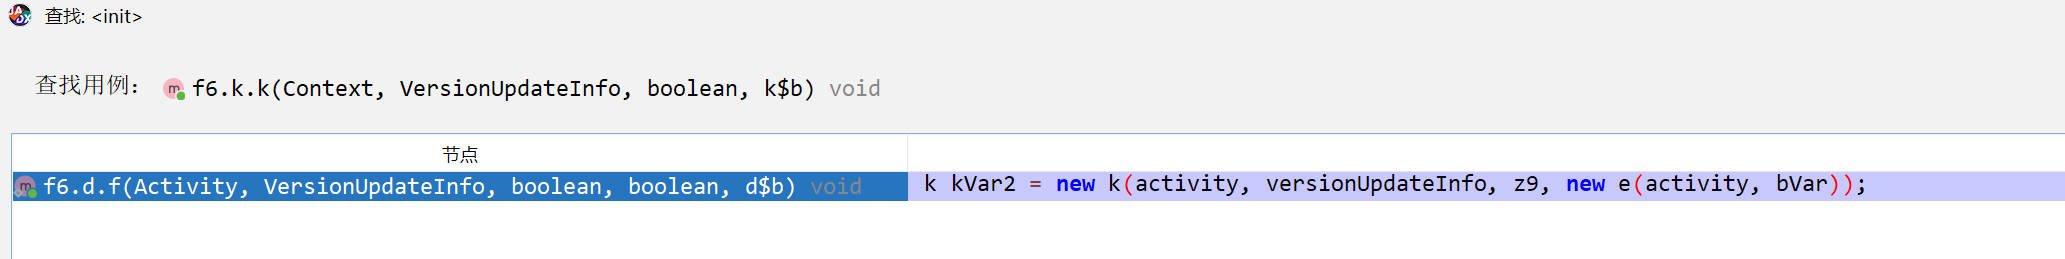 查找: <init>
查找用例： m f6.k.k(Context, VersionUpdateInfo, boolean, k$b) void
节点
m f6.d.f(Activity, VersionUpdateInfo, boolean, boolean, d$b) void k kVar2 = new k(activity, versionUpdateInfo, z9, new e(activity, bVar));